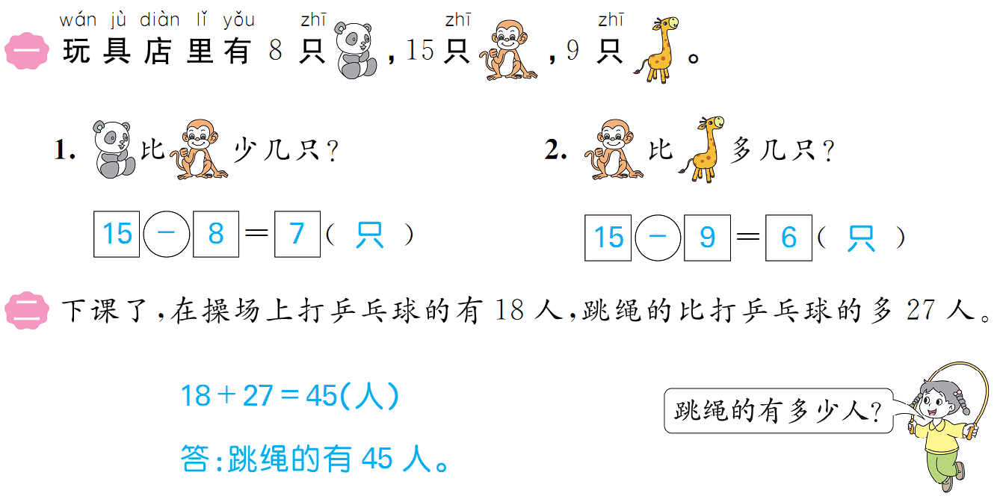 wán jù diàn lǐ yǒu zhī zhī zhī
一 玩具店里有 8 只 ,15 只 ,9 只 。
1. 比 少几只?
2. 比 多几只?
15 − 8 = 7 ( 只 )
15 − 9 = 6 ( 只 )
二 下课了,在操场上打乒乓球的有 18 人,跳绳的比打乒乓球的多 27 人。
18+27=45(人)
跳绳的有多少人?
答:跳绳的有 45 人。